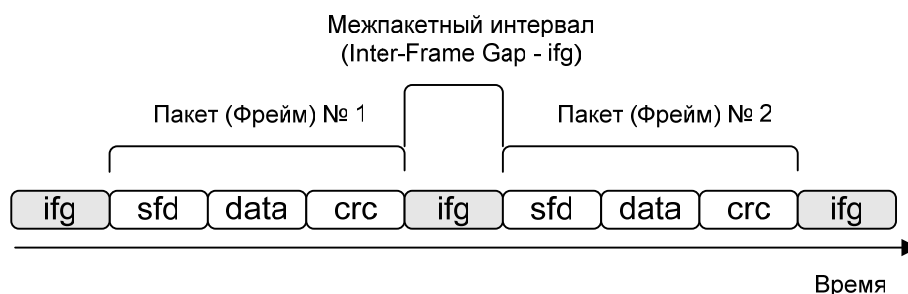 Межпакетный интервал
(Inter-Frame Gap - ifg)
Пакет (Фрейм) № 1
Пакет (Фрейм) № 2
ifg sfd data crc ifg sfd data crc ifg
Время